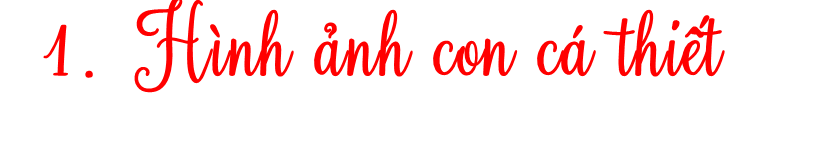 1. Hình ảnh con cá thiết